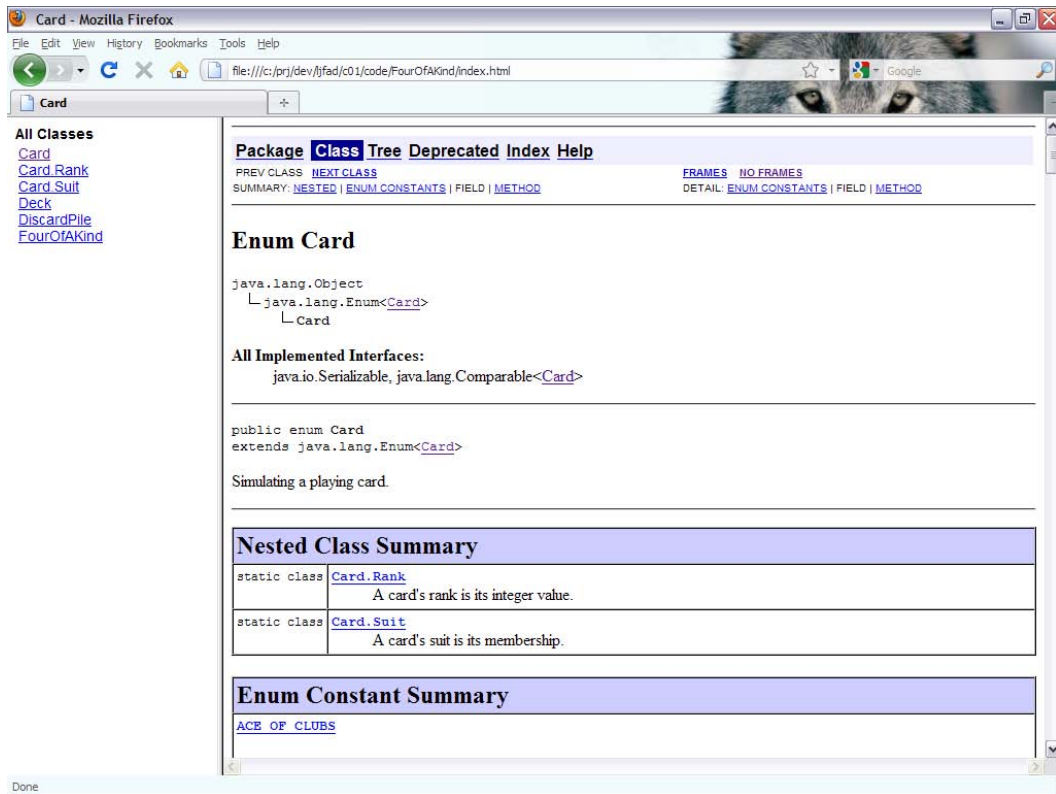 Card - Mozilla Firefox
File Edit View History Bookmarks Tools Help
file:///c:/prj/dev/ljfad/c01/code/FourOfAKind/index.html
Google
Card
All Classes
Card
Card.Rank
Card.Suit
Deck
DiscardPile
FourOfAKind
Package Class Tree Deprecated Index Help
PREV CLASS NEXT CLASS FRAMES NO FRAMES
SUMMARY: NESTED | ENUM CONSTANTS | FIELD | METHOD DETAIL: ENUM CONSTANTS | FIELD | METHOD
Enum Card
java.lang.Object
java.lang.Enum<Card>
Card
All Implemented Interfaces:
java.io.Serializable, java.lang.Comparable<Card>
public enum Card
extends java.lang.Enum<Card>
Simulating a playing card.
Nested Class Summary
static class Card.Rank
A card's rank is its integer value.
static class Card.Suit
A card's suit is its membership.
Enum Constant Summary
ACE_OF_CLUBS
Done